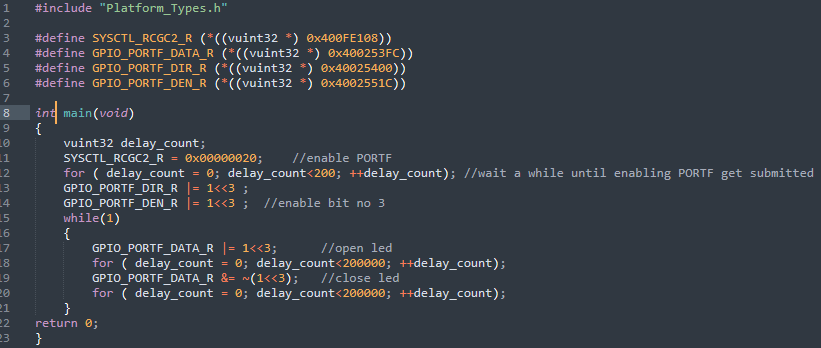 1 #include "Platform_Types.h"
2
3 #define SYSCTL_RCGC2_R (*((vuint32 *) 0x400FE108))
4 #define GPIO_PORTF_DATA_R (*((vuint32 *) 0x400253FC))
5 #define GPIO_PORTF_DIR_R (*((vuint32 *) 0x40025400))
6 #define GPIO_PORTF_DEN_R (*((vuint32 *) 0x4002551C))
7
8 int main(void)
9 {
10 vuint32 delay_count;
11 SYSCTL_RCGC2_R = 0x00000020; //enable PORTF
12 for ( delay_count = 0; delay_count<200; ++delay_count); //wait a while until enabling PORTF get submitted
13 GPIO_PORTF_DIR_R |= 1<<3 ;
14 GPIO_PORTF_DEN_R |= 1<<3 ; //enable bit no 3
15 while(1)
16 {
17 GPIO_PORTF_DATA_R |= 1<<3; //open led
18 for ( delay_count = 0; delay_count<200000; ++delay_count);
19 GPIO_PORTF_DATA_R &= ~(1<<3); //close led
20 for ( delay_count = 0; delay_count<200000; ++delay_count);
21 }
22 return 0;
23 }